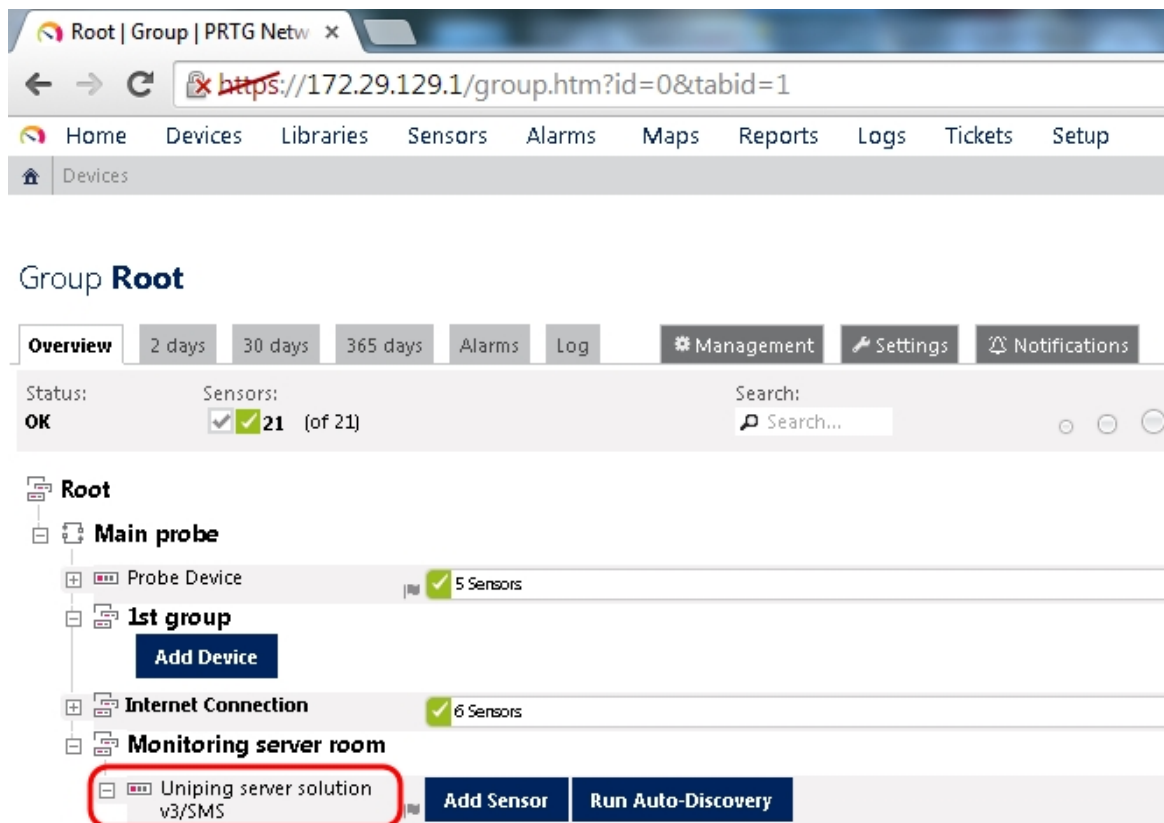 Root | Group | PRTG Netw
https://172.29.129.1/group.htm?id=0&tabid=1
Home Devices Libraries Sensors Alarms Maps Reports Logs Tickets Setup
Devices
Group Root
Overview 2 days 30 days 365 days Alarms Log Management Settings Notifications
Status: Sensors: Search:
OK 21 (of 21) Search...
Root
Main probe
Probe Device 5 Sensors
1st group
Add Device
Internet Connection 6 Sensors
Monitoring server room
Uniping server solution
v3/SMS Add Sensor Run Auto-Discovery